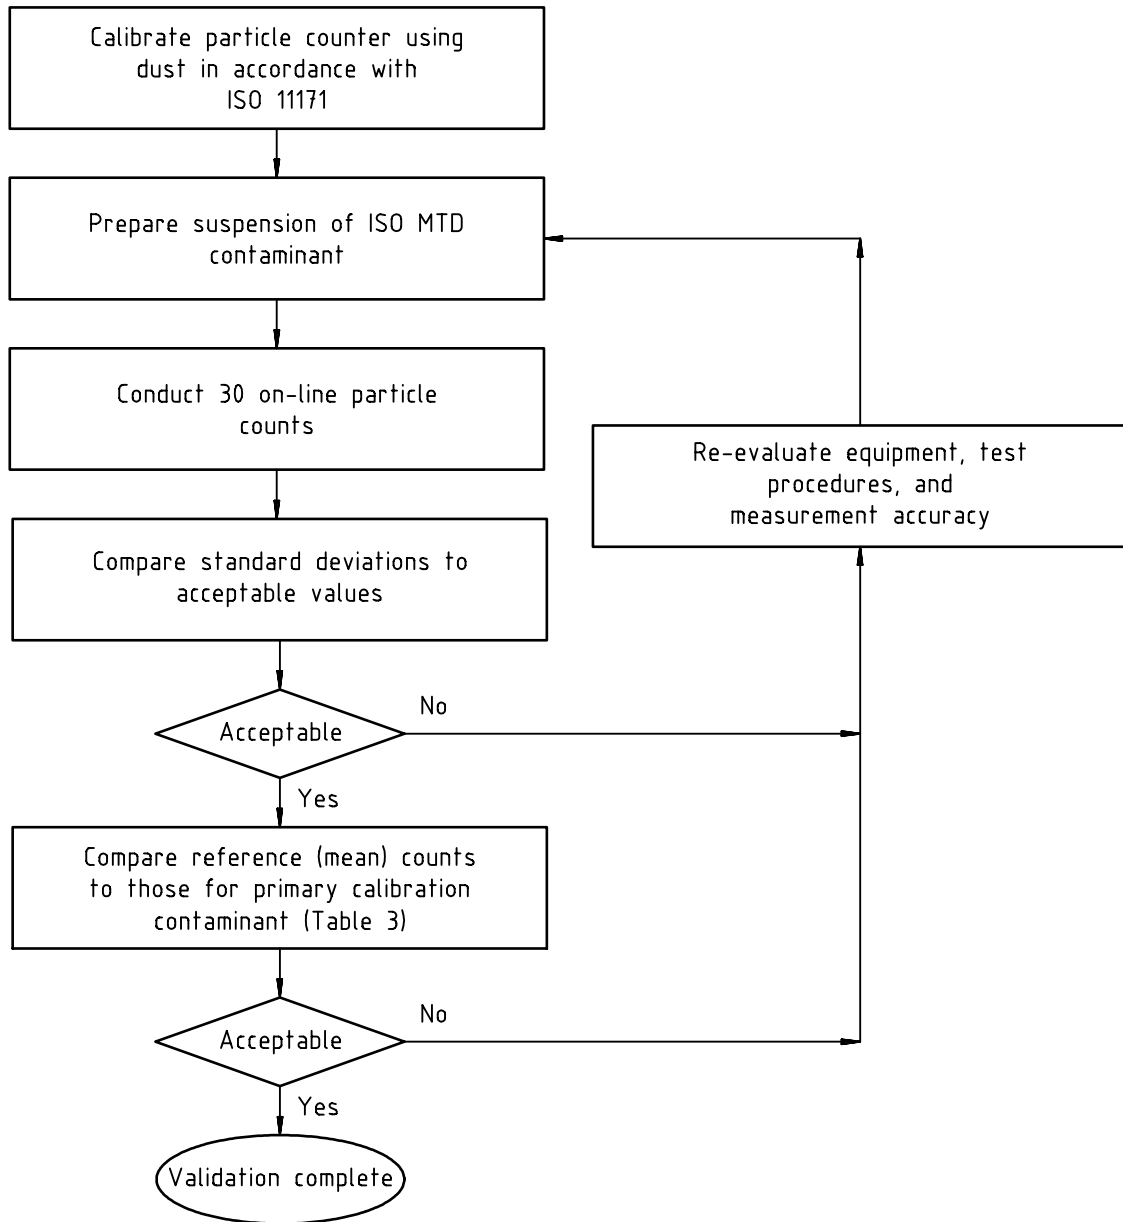 Calibrate particle counter using
dust in accordance with
ISO 11171
Prepare suspension of ISO MTD
contaminant
Conduct 30 on-line particle
counts
Re-evaluate equipment, test
procedures, and
measurement accuracy
Compare standard deviations to
acceptable values
No
Acceptable
Yes
Compare reference (mean) counts
to those for primary calibration
contaminant (Table 3)
No
Acceptable
Yes
Validation complete